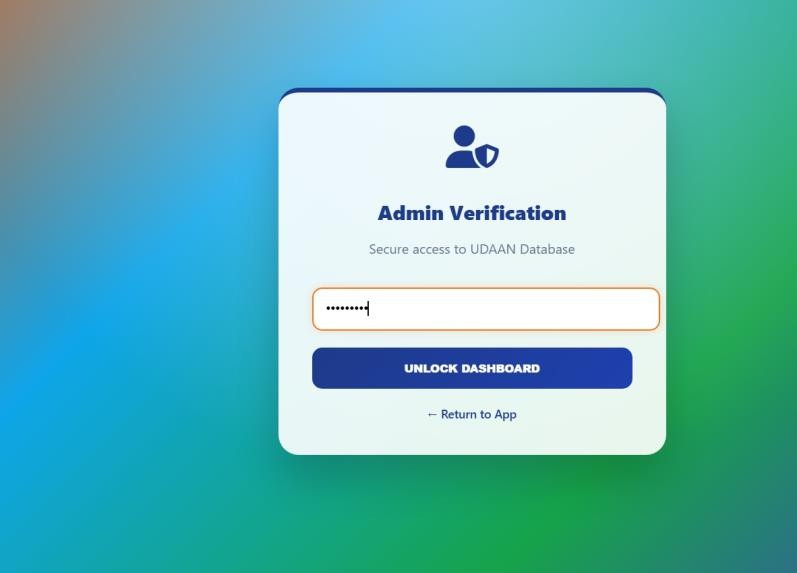 Admin Verification
Secure access to UDAAN Database
•••••••••
UNLOCK DASHBOARD
← Return to App